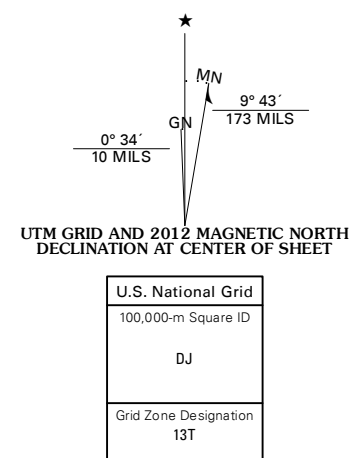 MN
9° 43´
173 MILS
GN
0° 34´
10 MILS
UTM GRID AND 2012 MAGNETIC NORTH
DECLINATION AT CENTER OF SHEET
U.S. National Grid
100,000-m Square ID
DJ
Grid Zone Designation
13T